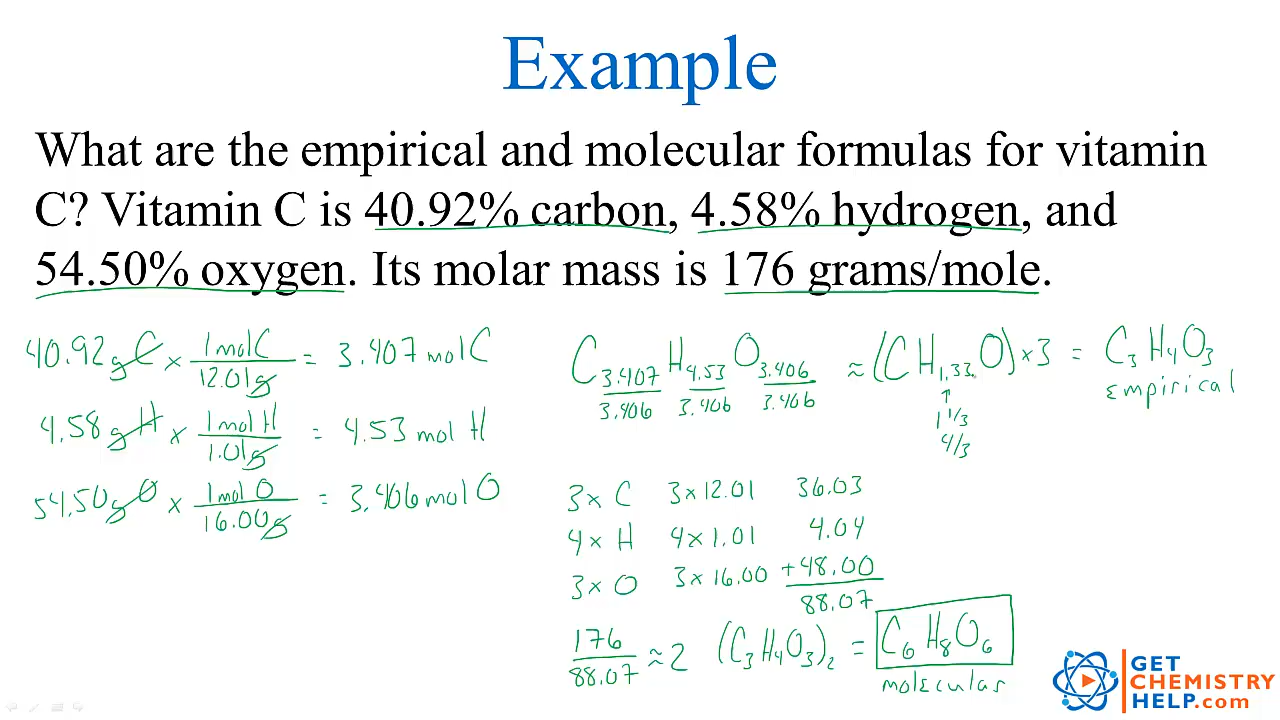 Example
What are the empirical and molecular formulas for vitamin
C? Vitamin C is 40.92% carbon, 4.58% hydrogen, and
54.50% oxygen. Its molar mass is 176 grams/mole.
40.92 g C × 1 mol C / 12.01 g = 3.407 mol C
4.58 g H × 1 mol H / 1.01 g = 4.53 mol H
54.50 g O × 1 mol O / 16.00 g = 3.406 mol O
C 3.407/3.406 H 4.53/3.406 O 3.406/3.406 ≈ (CH1.33O) × 3 = C3H4O3
empirical
↑
1 1/3
4/3
3 × C 3 × 12.01 36.03
4 × H 4 × 1.01 4.04
3 × O 3 × 16.00 + 48.00
88.07
176 / 88.07 ≈ 2 (C3H4O3)2 = C6H8O6
molecular
GET
CHEMISTRY
HELP.com